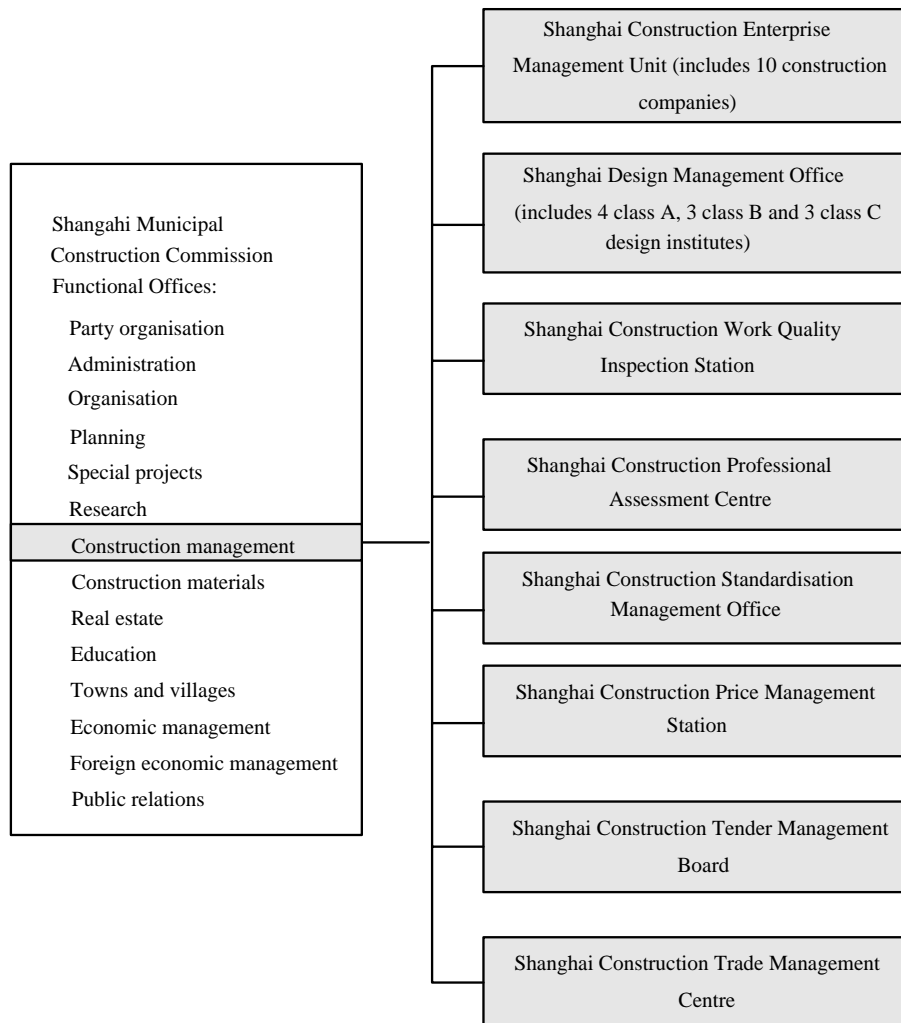 Shangahi Municipal
Construction Commission
Functional Offices:
Party organisation
Administration
Organisation
Planning
Special projects
Research
Construction management
Construction materials
Real estate
Education
Towns and villages
Economic management
Foreign economic management
Public relations
Shanghai Construction Enterprise
Management Unit (includes 10 construction
companies)
Shanghai Design Management Office
(includes 4 class A, 3 class B and 3 class C
design institutes)
Shanghai Construction Work Quality
Inspection Station
Shanghai Construction Professional
Assessment Centre
Shanghai Construction Standardisation
Management Office
Shanghai Construction Price Management
Station
Shanghai Construction Tender Management
Board
Shanghai Construction Trade Management
Centre